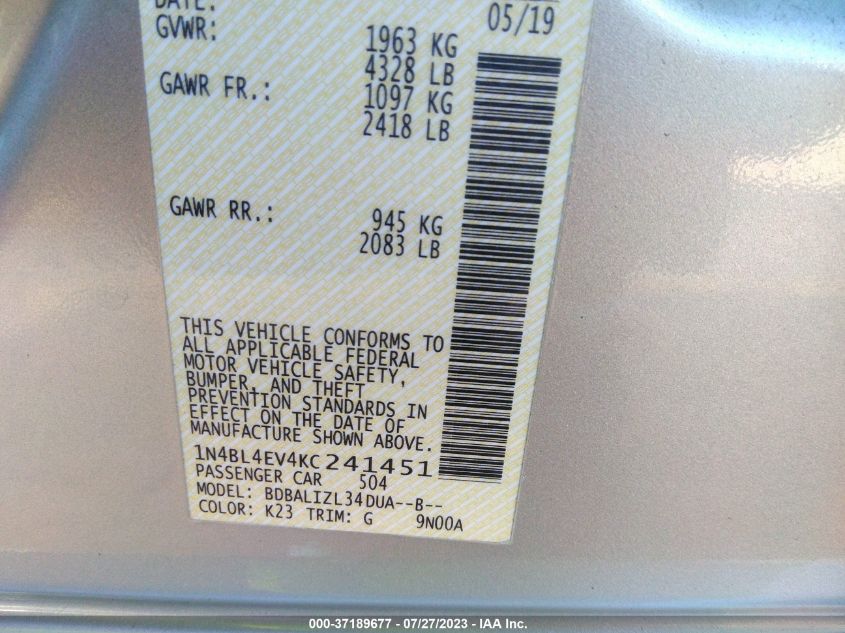 DATE: 05/19
GVWR: 1963 KG
4328 LB
GAWR FR.: 1097 KG
2418 LB
GAWR RR.: 945 KG
2083 LB
THIS VEHICLE CONFORMS TO
ALL APPLICABLE FEDERAL
MOTOR VEHICLE SAFETY,
BUMPER, AND THEFT
PREVENTION STANDARDS IN
EFFECT ON THE DATE OF
MANUFACTURE SHOWN ABOVE.
1N4BL4EV4KC241451
PASSENGER CAR 504
MODEL: BDBALIZL34DUA--B--
COLOR: K23 TRIM: G 9N00A
000-37189677 - 07/27/2023 - IAA Inc.